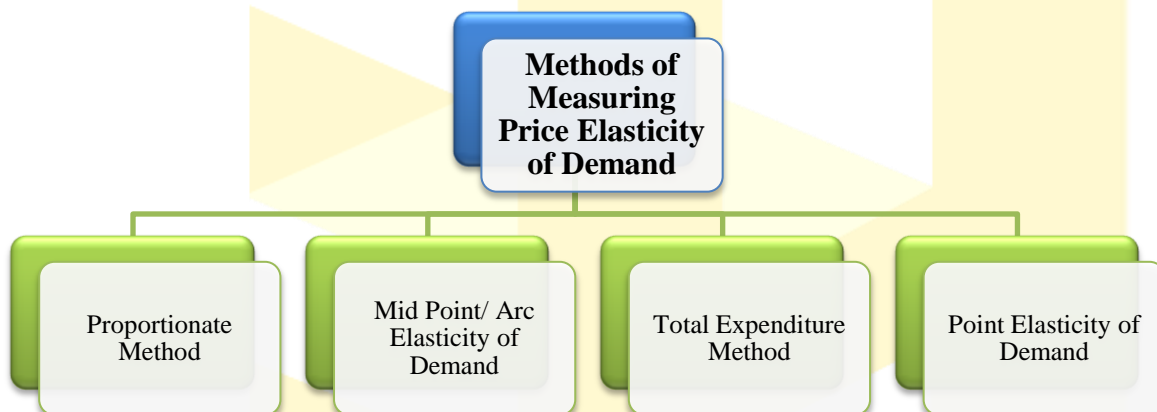 Methods of
Measuring
Price Elasticity
of Demand
Proportionate
Method
Mid Point/ Arc
Elasticity of
Demand
Total Expenditure
Method
Point Elasticity of
Demand